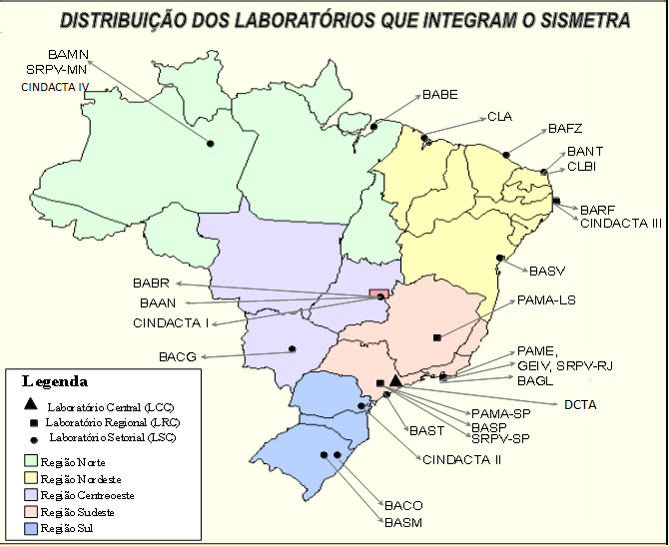 DISTRIBUIÇÃO DOS LABORATÓRIOS QUE INTEGRAM O SISMETRA
BAMN
SRPV-MN
CINDACTA IV
BABE
CLA
BAFZ
BANT
CLBI
BARF
CINDACTA III
BASV
BABR
BAAN
CINDACTA I
PAMA-LS
BACG
PAME,
GEIV, SRPV-RJ
BAGL
DCTA
PAMA-SP
BASP
SRPV-SP
BAST
CINDACTA II
BACO
BASM
Legenda
Laboratório Central (LCC)
Laboratório Regional (LRC)
Laboratório Setorial (LSC)
Região Norte
Região Nordeste
Região Centreoeste
Região Sudeste
Região Sul